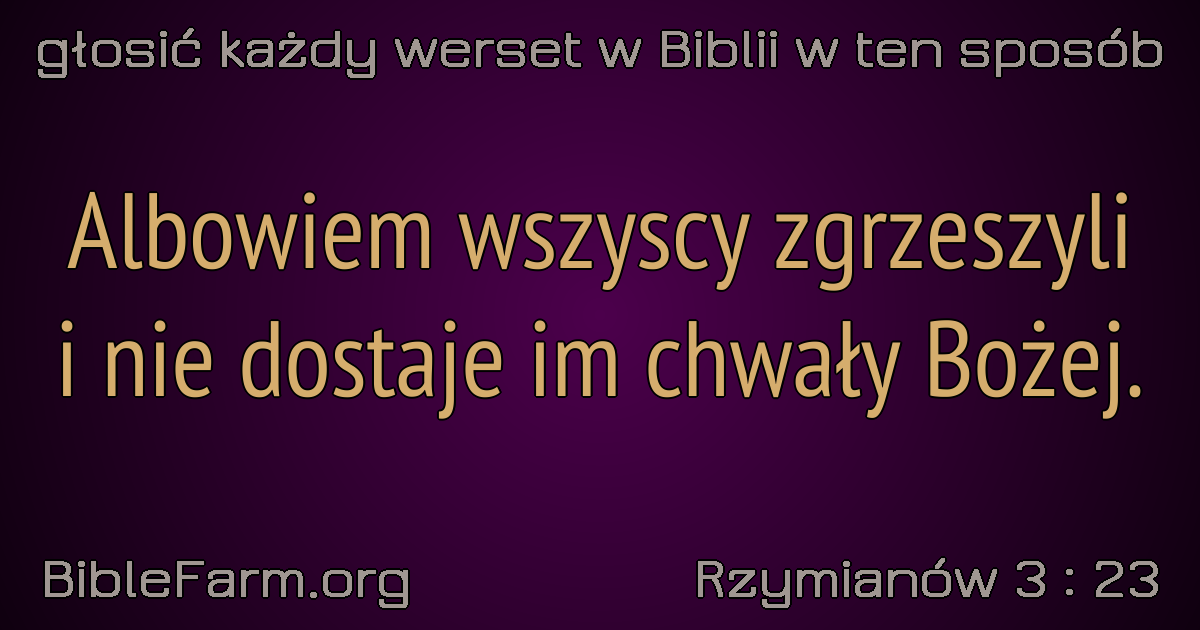 głosić każdy werset w Biblii w ten sposób
Albowiem wszyscy zgrzeszyli
i nie dostaje im chwały Bożej.
BibleFarm.org
Rzymianów 3 : 23